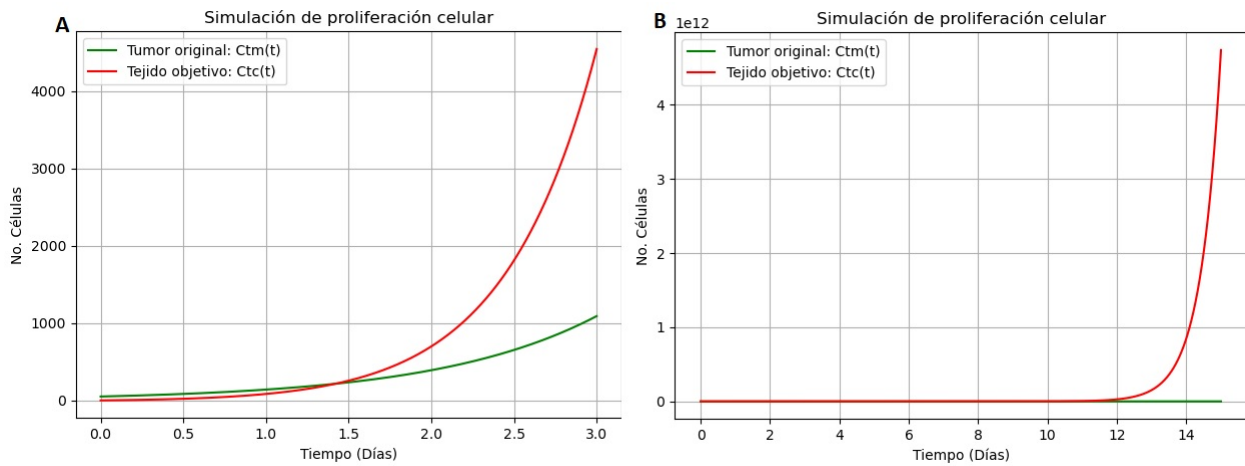 A
Simulación de proliferación celular
Tumor original: Ctm(t)
Tejido objetivo: Ctc(t)
No. Células
4000
3000
2000
1000
0
0.0 0.5 1.0 1.5 2.0 2.5 3.0
Tiempo (Días)
B
1e12
Simulación de proliferación celular
Tumor original: Ctm(t)
Tejido objetivo: Ctc(t)
No. Células
4
3
2
1
0
0 2 4 6 8 10 12 14
Tiempo (Días)